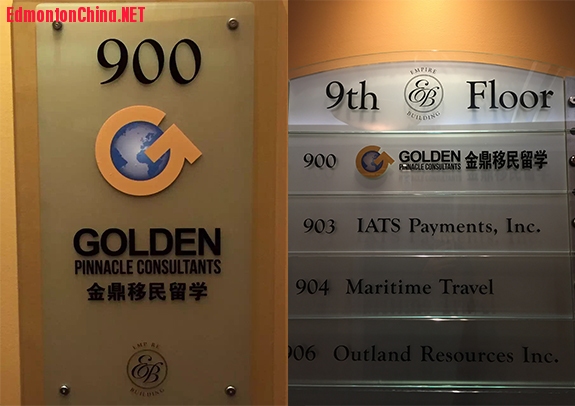 EdmontonChina.NET
900
GOLDEN
PINNACLE CONSULTANTS
金鼎移民留学
EMPIRE
EB
BUILDING
9th
EMPIRE
EB
BUILDING
Floor
900 GOLDEN PINNACLE CONSULTANTS 金鼎移民留学
903 IATS Payments, Inc.
904 Maritime Travel
906 Outland Resources Inc.